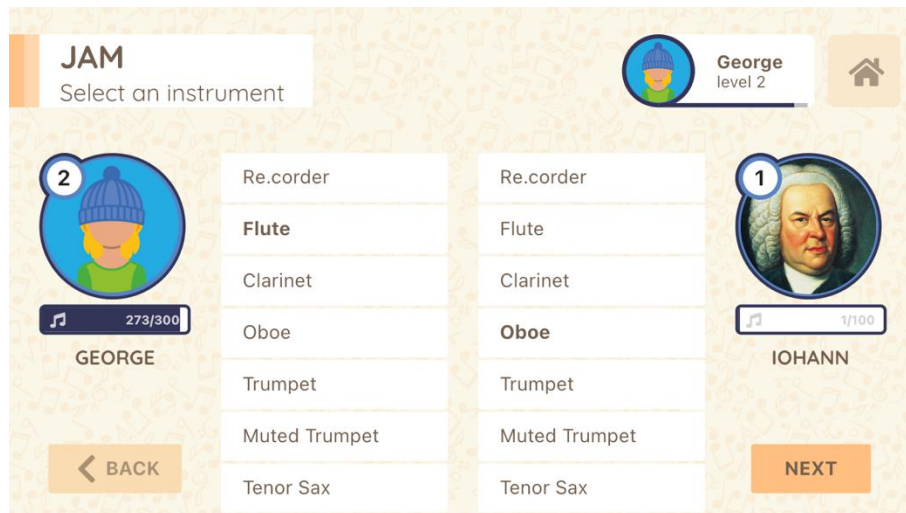 JAM
Select an instrument
George
level 2
2
273/300
GEORGE
Re.corder
Flute
Clarinet
Oboe
Trumpet
Muted Trumpet
Tenor Sax
Re.corder
Flute
Clarinet
Oboe
Trumpet
Muted Trumpet
Tenor Sax
1
1/100
IOHANN
BACK
NEXT